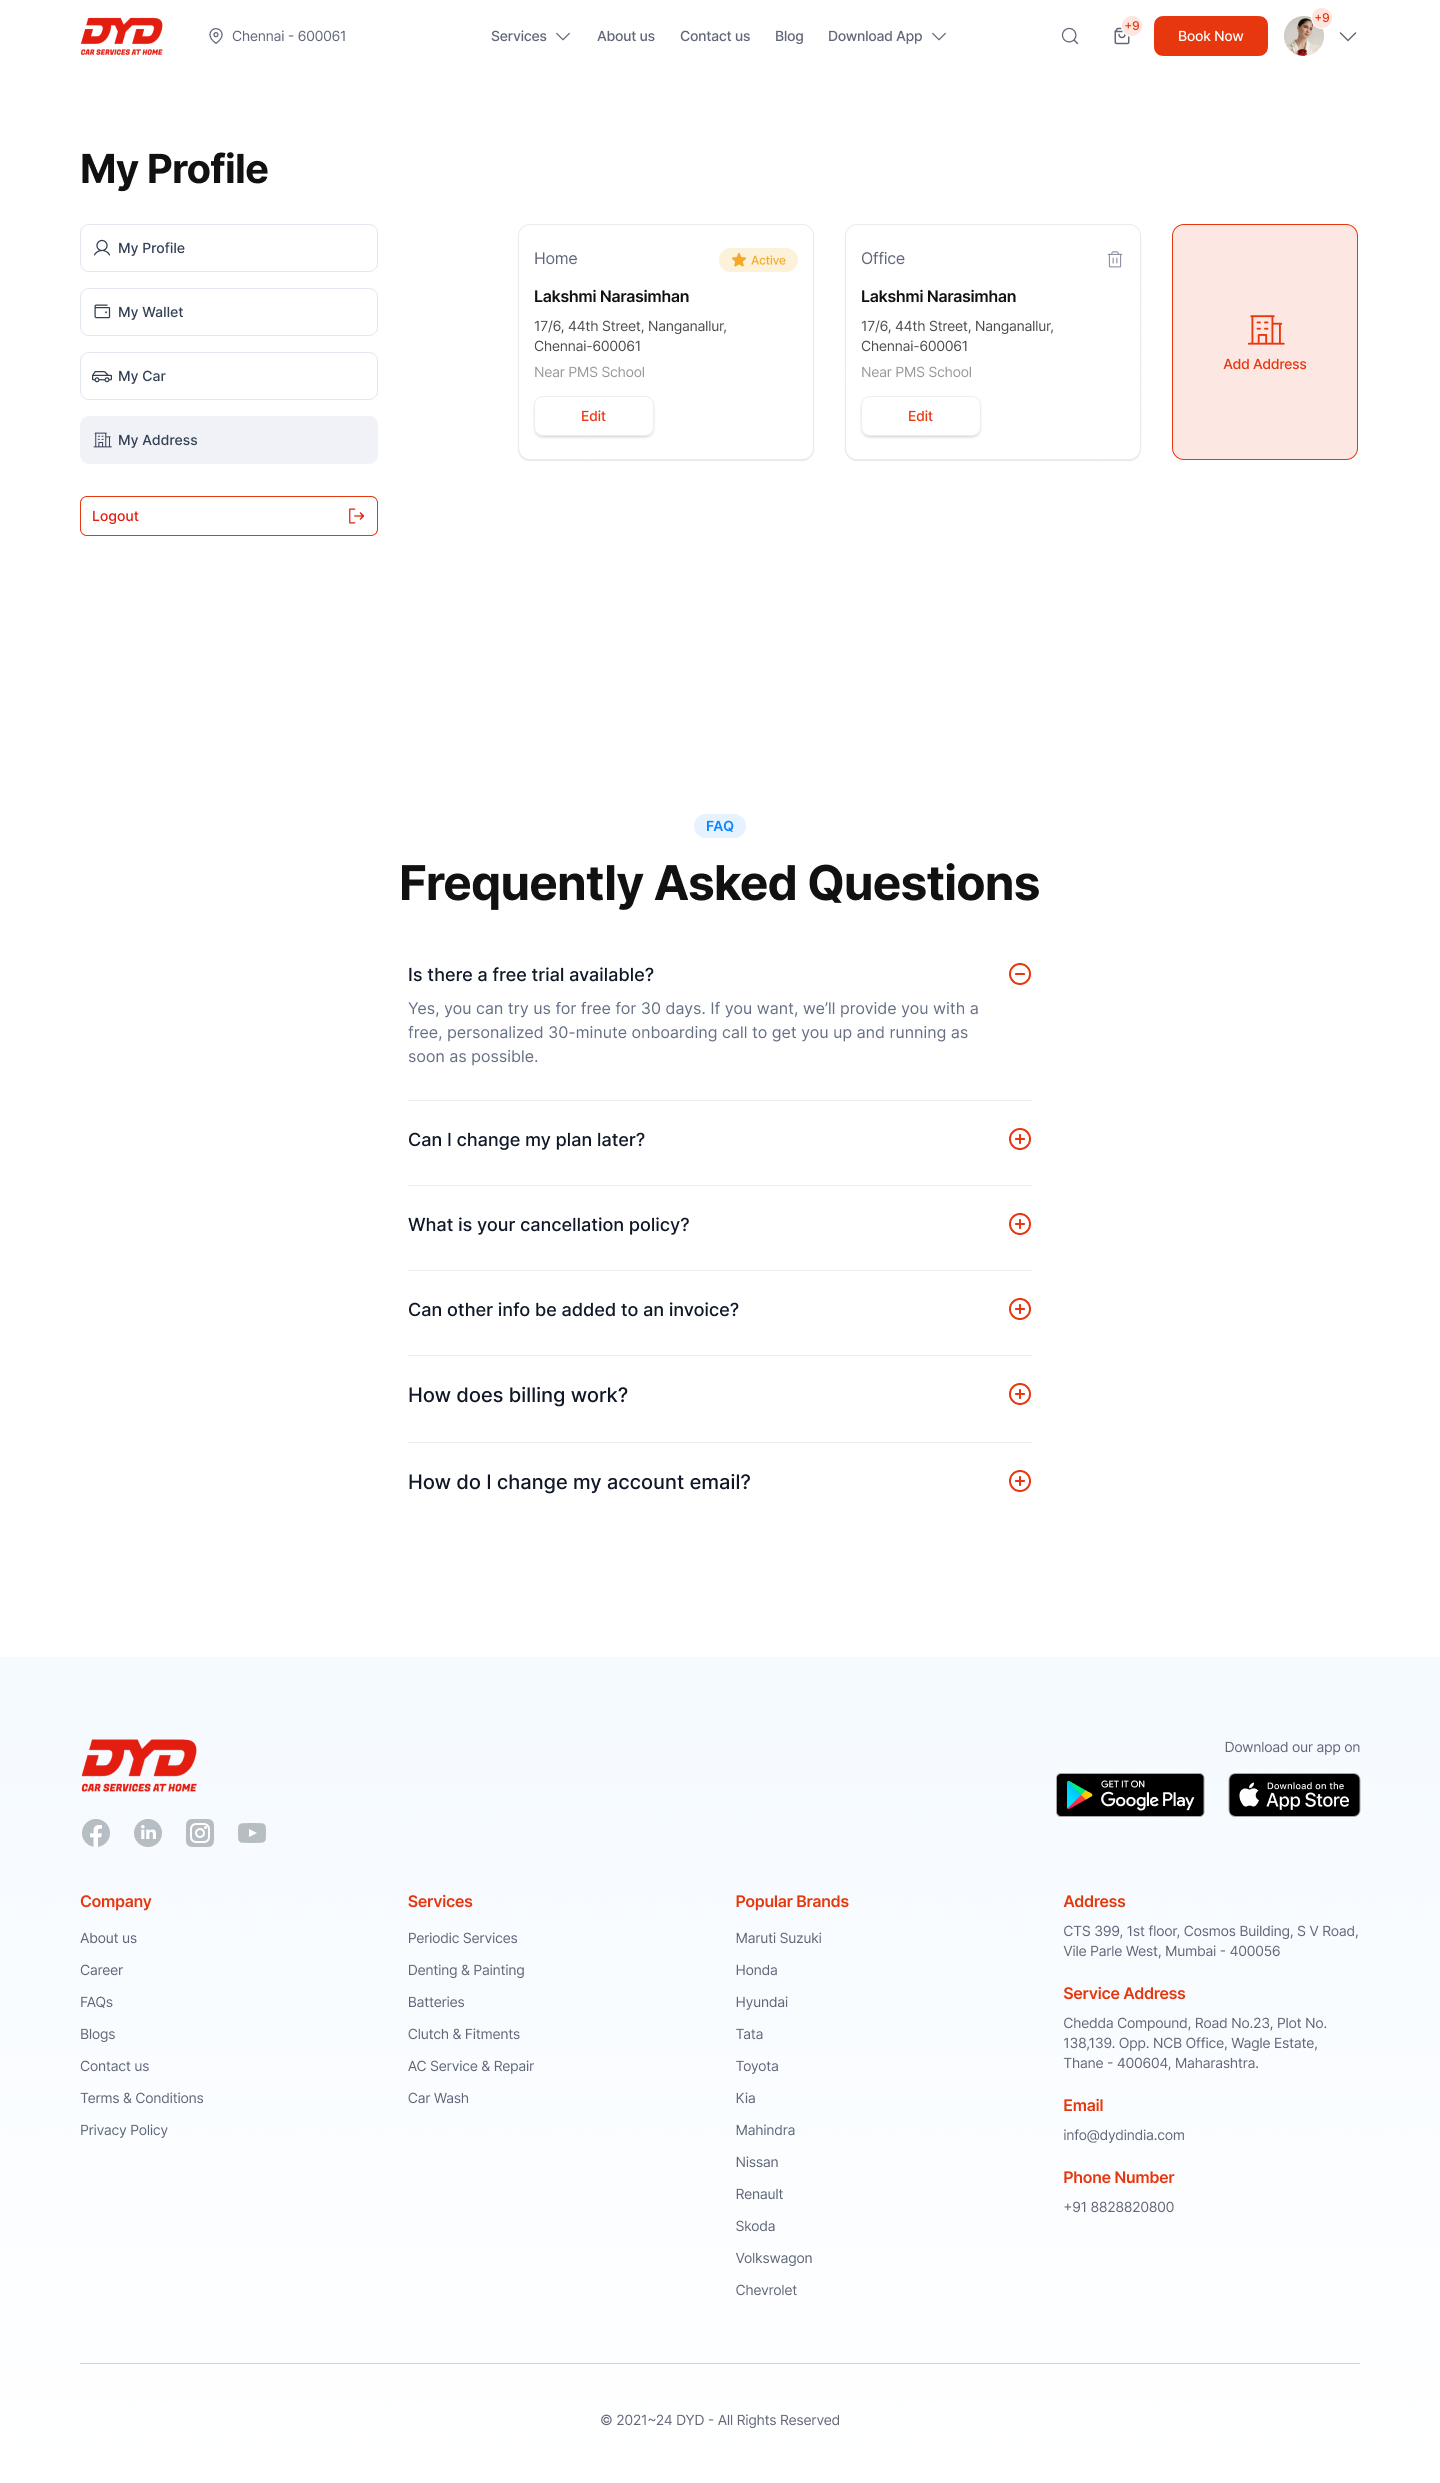 DYD
CAR SERVICES AT HOME
Chennai - 600061
Services
About us
Contact us
Blog
Download App
+9
Book Now
+9
My Profile
My Profile
My Wallet
My Car
My Address
Logout
Home
Active
Lakshmi Narasimhan
17/6, 44th Street, Nanganallur,
Chennai-600061
Near PMS School
Edit
Office
Lakshmi Narasimhan
17/6, 44th Street, Nanganallur,
Chennai-600061
Near PMS School
Edit
Add Address
FAQ
Frequently Asked Questions
Is there a free trial available?
Yes, you can try us for free for 30 days. If you want, we’ll provide you with a
free, personalized 30-minute onboarding call to get you up and running as
soon as possible.
Can I change my plan later?
What is your cancellation policy?
Can other info be added to an invoice?
How does billing work?
How do I change my account email?
DYD
CAR SERVICES AT HOME
Download our app on
GET IT ON
Google Play
Download on the
App Store
Company
About us
Career
FAQs
Blogs
Contact us
Terms & Conditions
Privacy Policy
Services
Periodic Services
Denting & Painting
Batteries
Clutch & Fitments
AC Service & Repair
Car Wash
Popular Brands
Maruti Suzuki
Honda
Hyundai
Tata
Toyota
Kia
Mahindra
Nissan
Renault
Skoda
Volkswagon
Chevrolet
Address
CTS 399, 1st floor, Cosmos Building, S V Road,
Vile Parle West, Mumbai - 400056
Service Address
Chedda Compound, Road No.23, Plot No.
138,139. Opp. NCB Office, Wagle Estate,
Thane - 400604, Maharashtra.
Email
info@dydindia.com
Phone Number
+91 8828820800
© 2021~24 DYD - All Rights Reserved